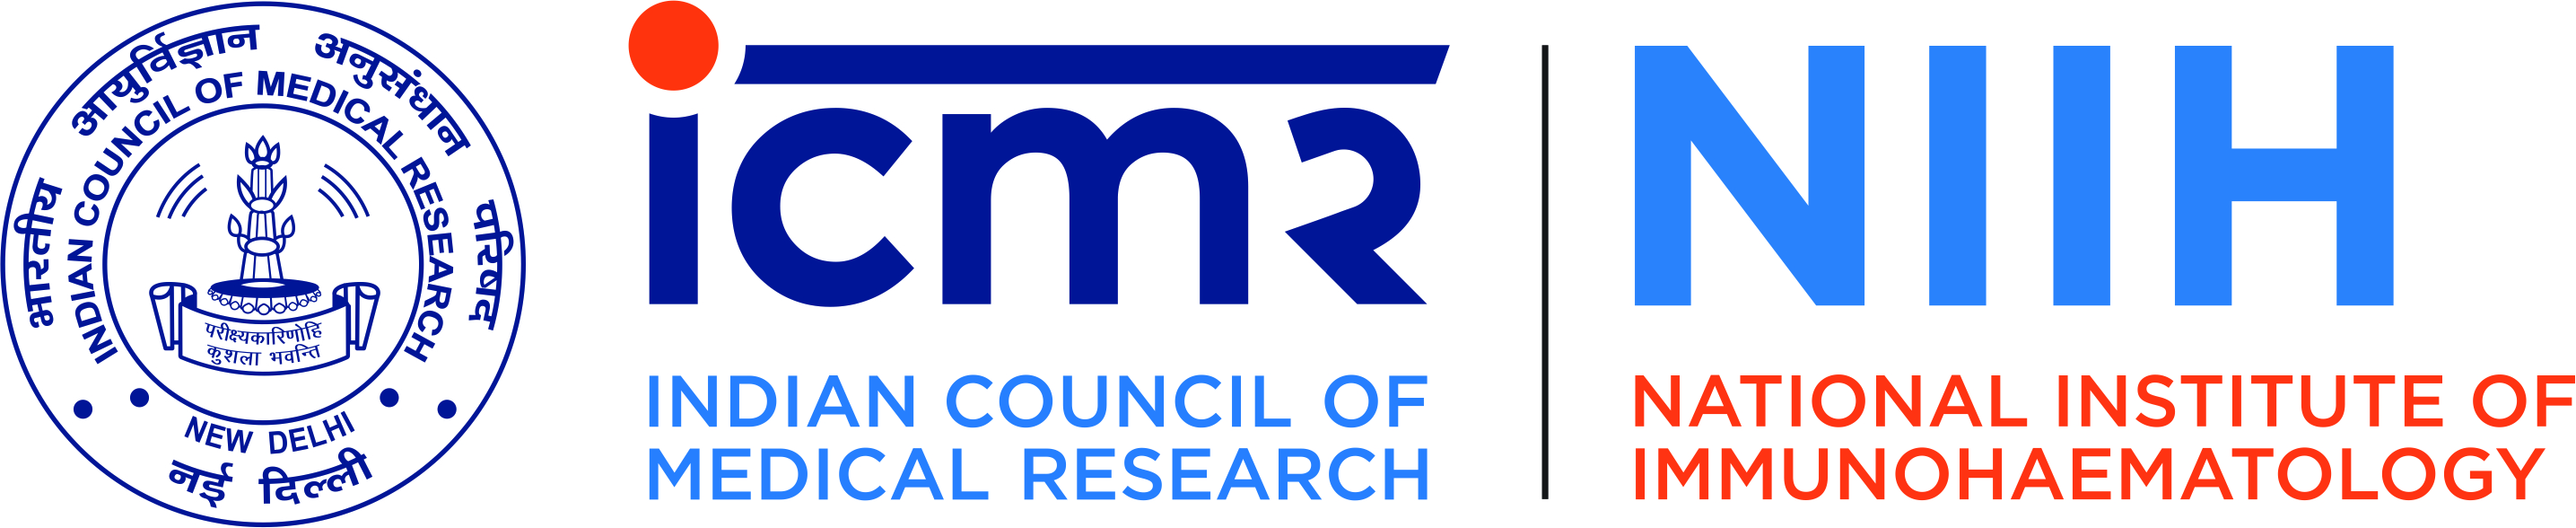 भारतीय आयुर्विज्ञान अनुसंधान परिषद
INDIAN COUNCIL OF MEDICAL RESEARCH
परीक्ष्यकारिणोहि
कुशला भवन्ति
NEW DELHI
नई दिल्ली
icmr
INDIAN COUNCIL OF
MEDICAL RESEARCH
NIIH
NATIONAL INSTITUTE OF
IMMUNOHAEMATOLOGY